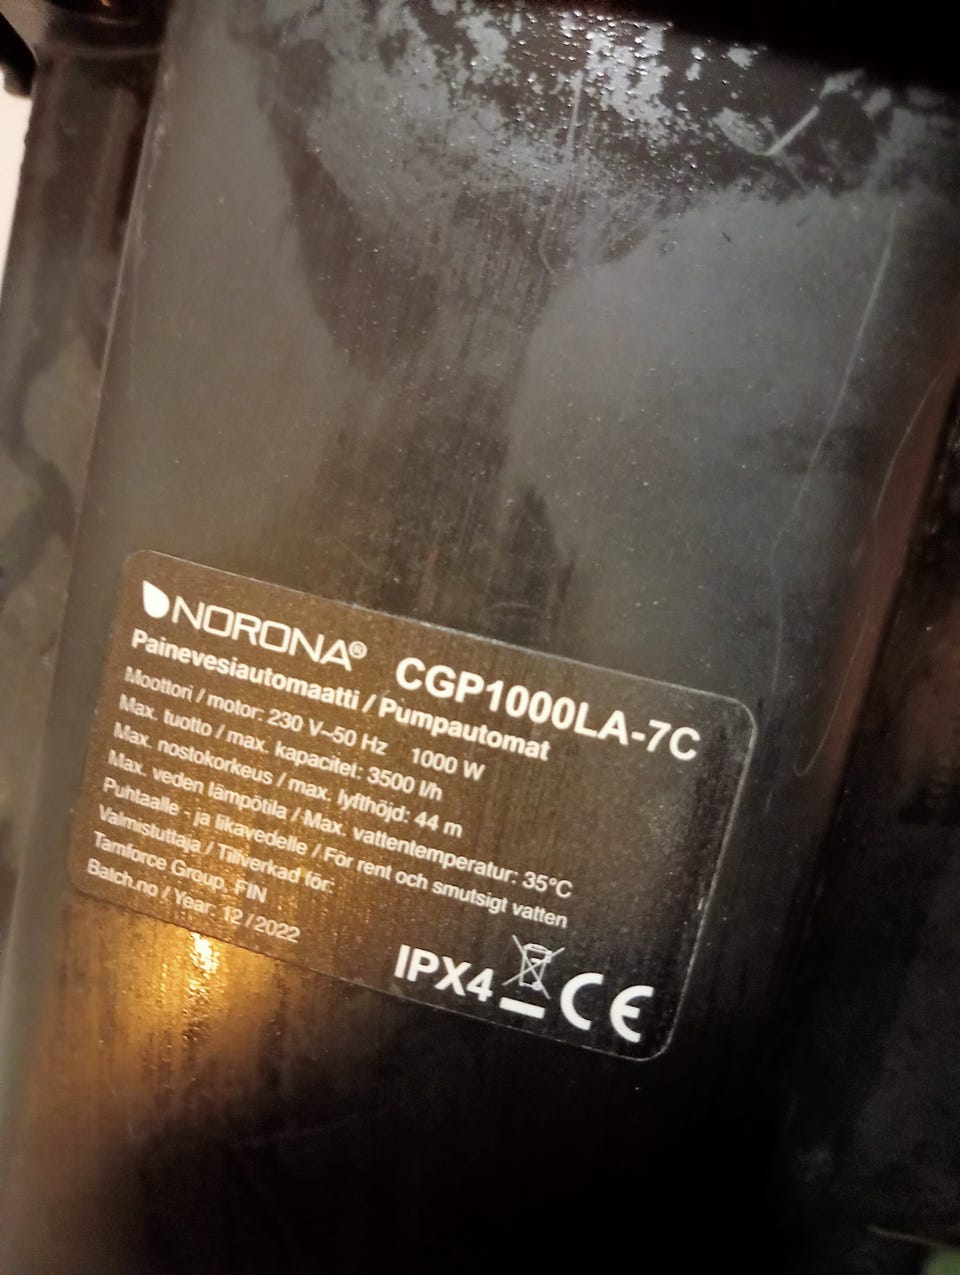 NORONA® CGP1000LA-7C
Painevesiautomaatti / Pumpautomat
Moottori / motor: 230 V~50 Hz 1000 W
Max. tuotto / max. kapacitet: 3500 l/h
Max. nostokorkeus / max. lyfthöjd: 44 m
Max. veden lämpötila / Max. vattentemperatur: 35°C
Puhtaalle - ja likavedelle / För rent och smutsigt vatten
Valmistuttaja / Tillverkad för:
Tamforce Group, FIN
Batch.no / Year: 12 / 2022
IPX4 CE